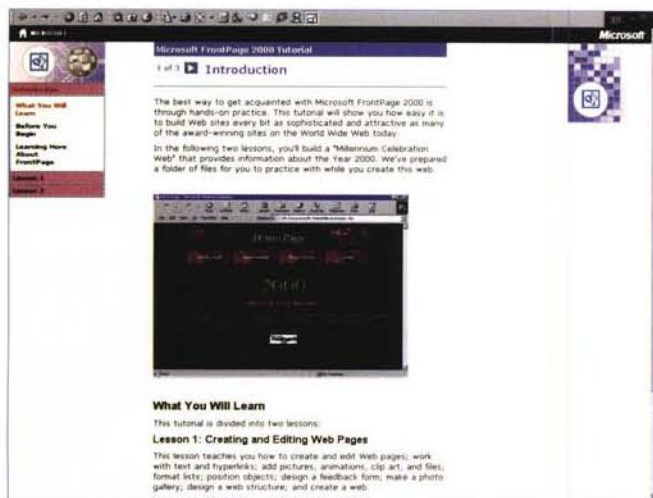 Microsoft
Microsoft FrontPage 2000 Tutorial
1 of 3 Introduction
Introduction
What You Will
Learn
Before You
Begin
Learning More
About
FrontPage
Lesson 1
Lesson 2
The best way to get acquainted with Microsoft FrontPage 2000 is
through hands-on practice. This tutorial will show you how easy it is
to build Web sites every bit as sophisticated and attractive as many
of the award-winning sites on the World Wide Web today.
In the following two lessons, you'll build a "Millennium Celebration
Web" that provides information about the Year 2000. We've prepared
a folder of files for you to practice with while you create this web.
Home Page
2000
What You Will Learn
This tutorial is divided into two lessons:
Lesson 1: Creating and Editing Web Pages
This lesson teaches you how to create and edit Web pages; work
with text and hyperlinks; add pictures, animations, clip art, and files;
format lists; position objects; design a feedback form; make a photo
gallery; design a web structure; and create a web.